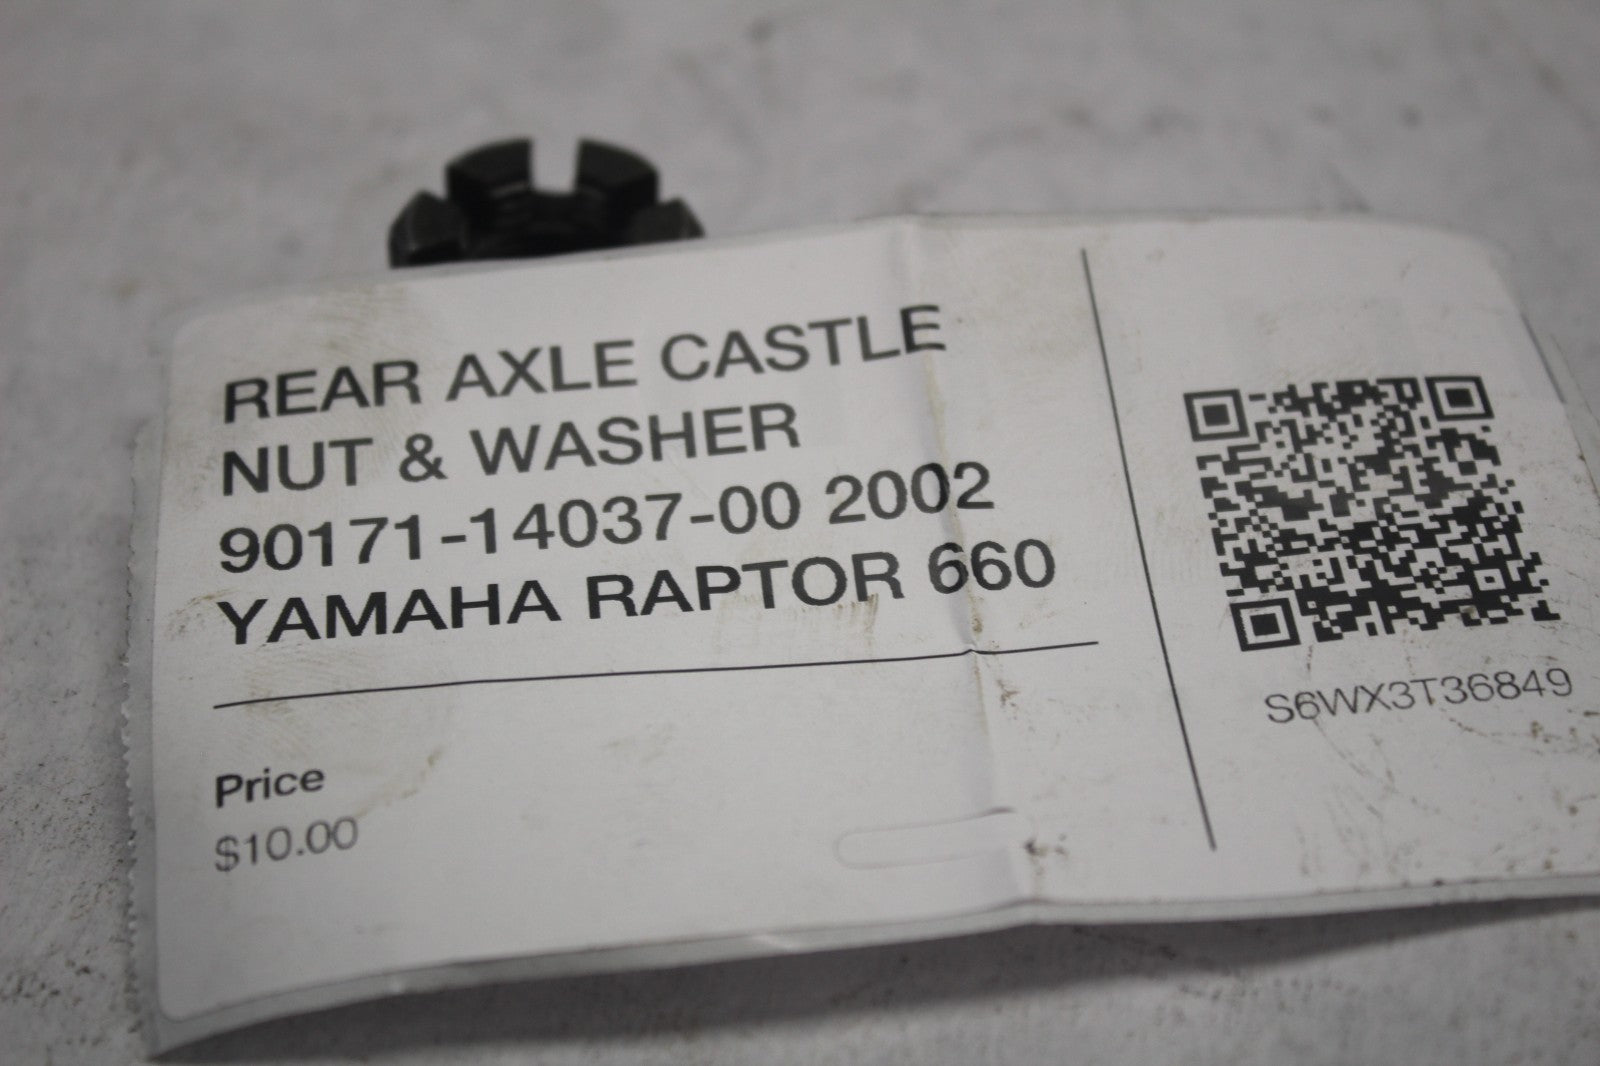 REAR AXLE CASTLE
NUT & WASHER
90171-14037-00 2002
YAMAHA RAPTOR 660
Price
$10.00
S6WX3T36849